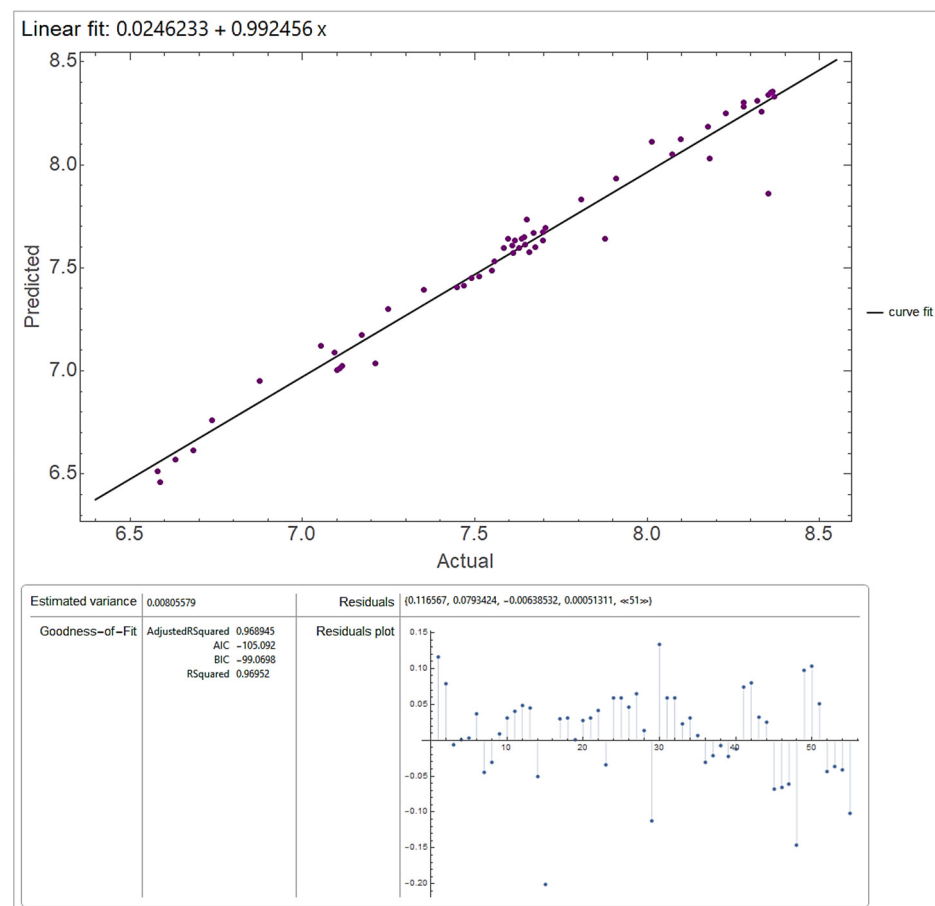 Linear fit: 0.0246233 + 0.992456 x
8.5
8.0
7.5
7.0
6.5
Predicted
6.5 7.0 7.5 8.0 8.5
Actual
curve fit
Estimated variance 0.00805579 Residuals {0.116567, 0.0793424, −0.00638532, 0.00051311, ≪51≫}
Goodness−of−Fit AdjustedRSquared 0.968945 Residuals plot
AIC −105.092
BIC −99.0698
RSquared 0.96952
0.15
0.10
0.05
10 20 30 40 50
−0.05
−0.10
−0.15
−0.20